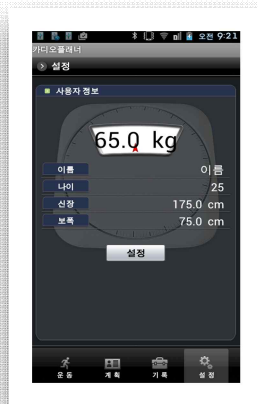 오전 9:21
카디오플래너
설정
사용자 정보
65.0 kg
이름 이름
나이 25
신장 175.0 cm
보폭 75.0 cm
설정
운동 계획 기록 설정